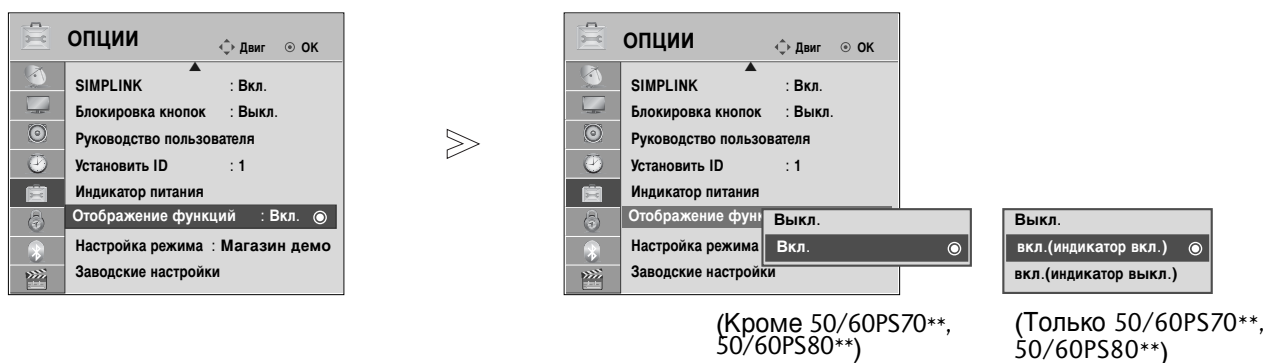 ОПЦИИ Двиг OK
SIMPLINK : Вкл.
Блокировка кнопок : Выкл.
Руководство пользователя
Установить ID : 1
Индикатор питания
Отображение функций : Вкл.
Настройка режима : Магазин демо
Заводские настройки
ОПЦИИ Двиг OK
SIMPLINK : Вкл.
Блокировка кнопок : Выкл.
Руководство пользователя
Установить ID : 1
Индикатор питания
Отображение функ
Настройка режима
Заводские настройки
Выкл.
Вкл.
Выкл.
вкл.(индикатор вкл.)
вкл.(индикатор выкл.)
(Кроме 50/60PS70**,
50/60PS80**)
(Только 50/60PS70**,
50/60PS80**)